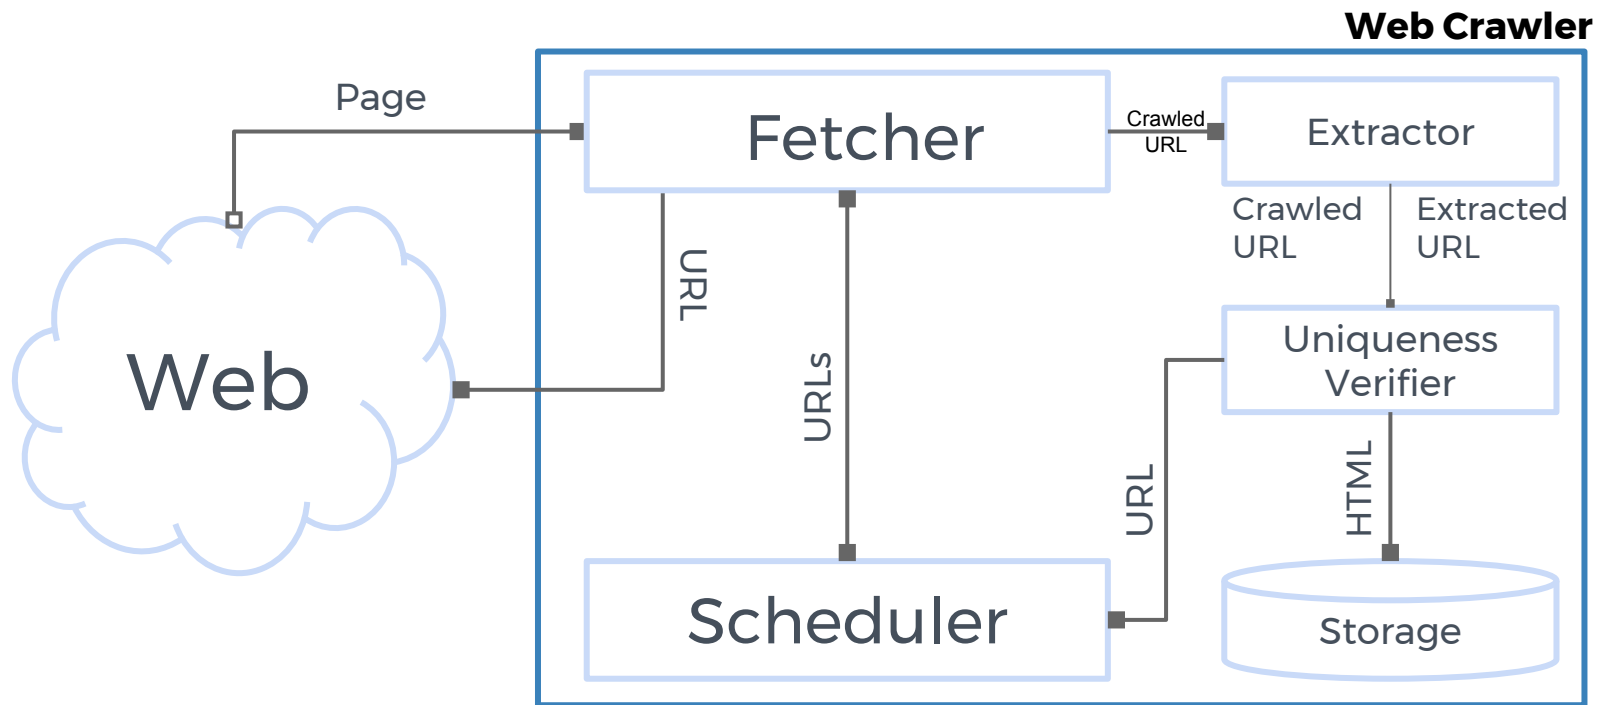 Web Crawler
Page
Fetcher
Crawled
URL
Extractor
Crawled
URL
Extracted
URL
URL
Web
URLs
Uniqueness
Verifier
URL
HTML
Scheduler
Storage